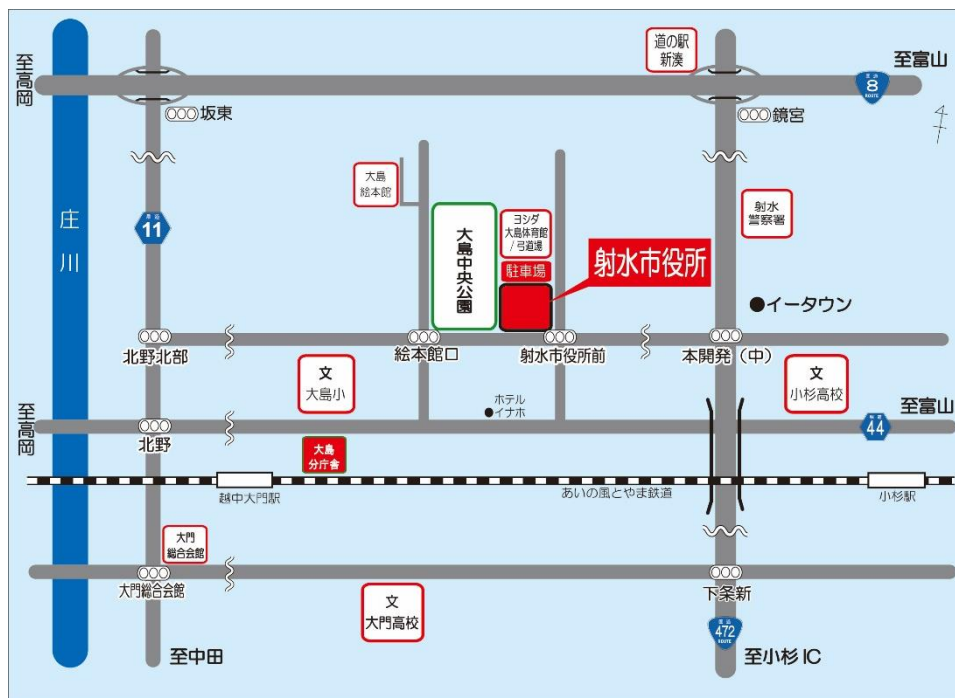 道の駅
新湊
至高岡
至富山
国道
8
ROUTE
坂東
鏡宮
大島
絵本館
庄川
11
大島中央公園
ヨシダ
大島体育館
/弓道場
駐車場
射水市役所
射水
警察署
イータウン
北野北部
絵本館口
射水市役所前
本開発（中）
文
大島小
ホテル
イナホ
文
小杉高校
至高岡
至富山
北野
44
大島
分庁舎
越中大門駅
あいの風とやま鉄道
小杉駅
大門
総合会館
大門総合会館
文
大門高校
下条新
国道
472
ROUTE
至中田
至小杉IC